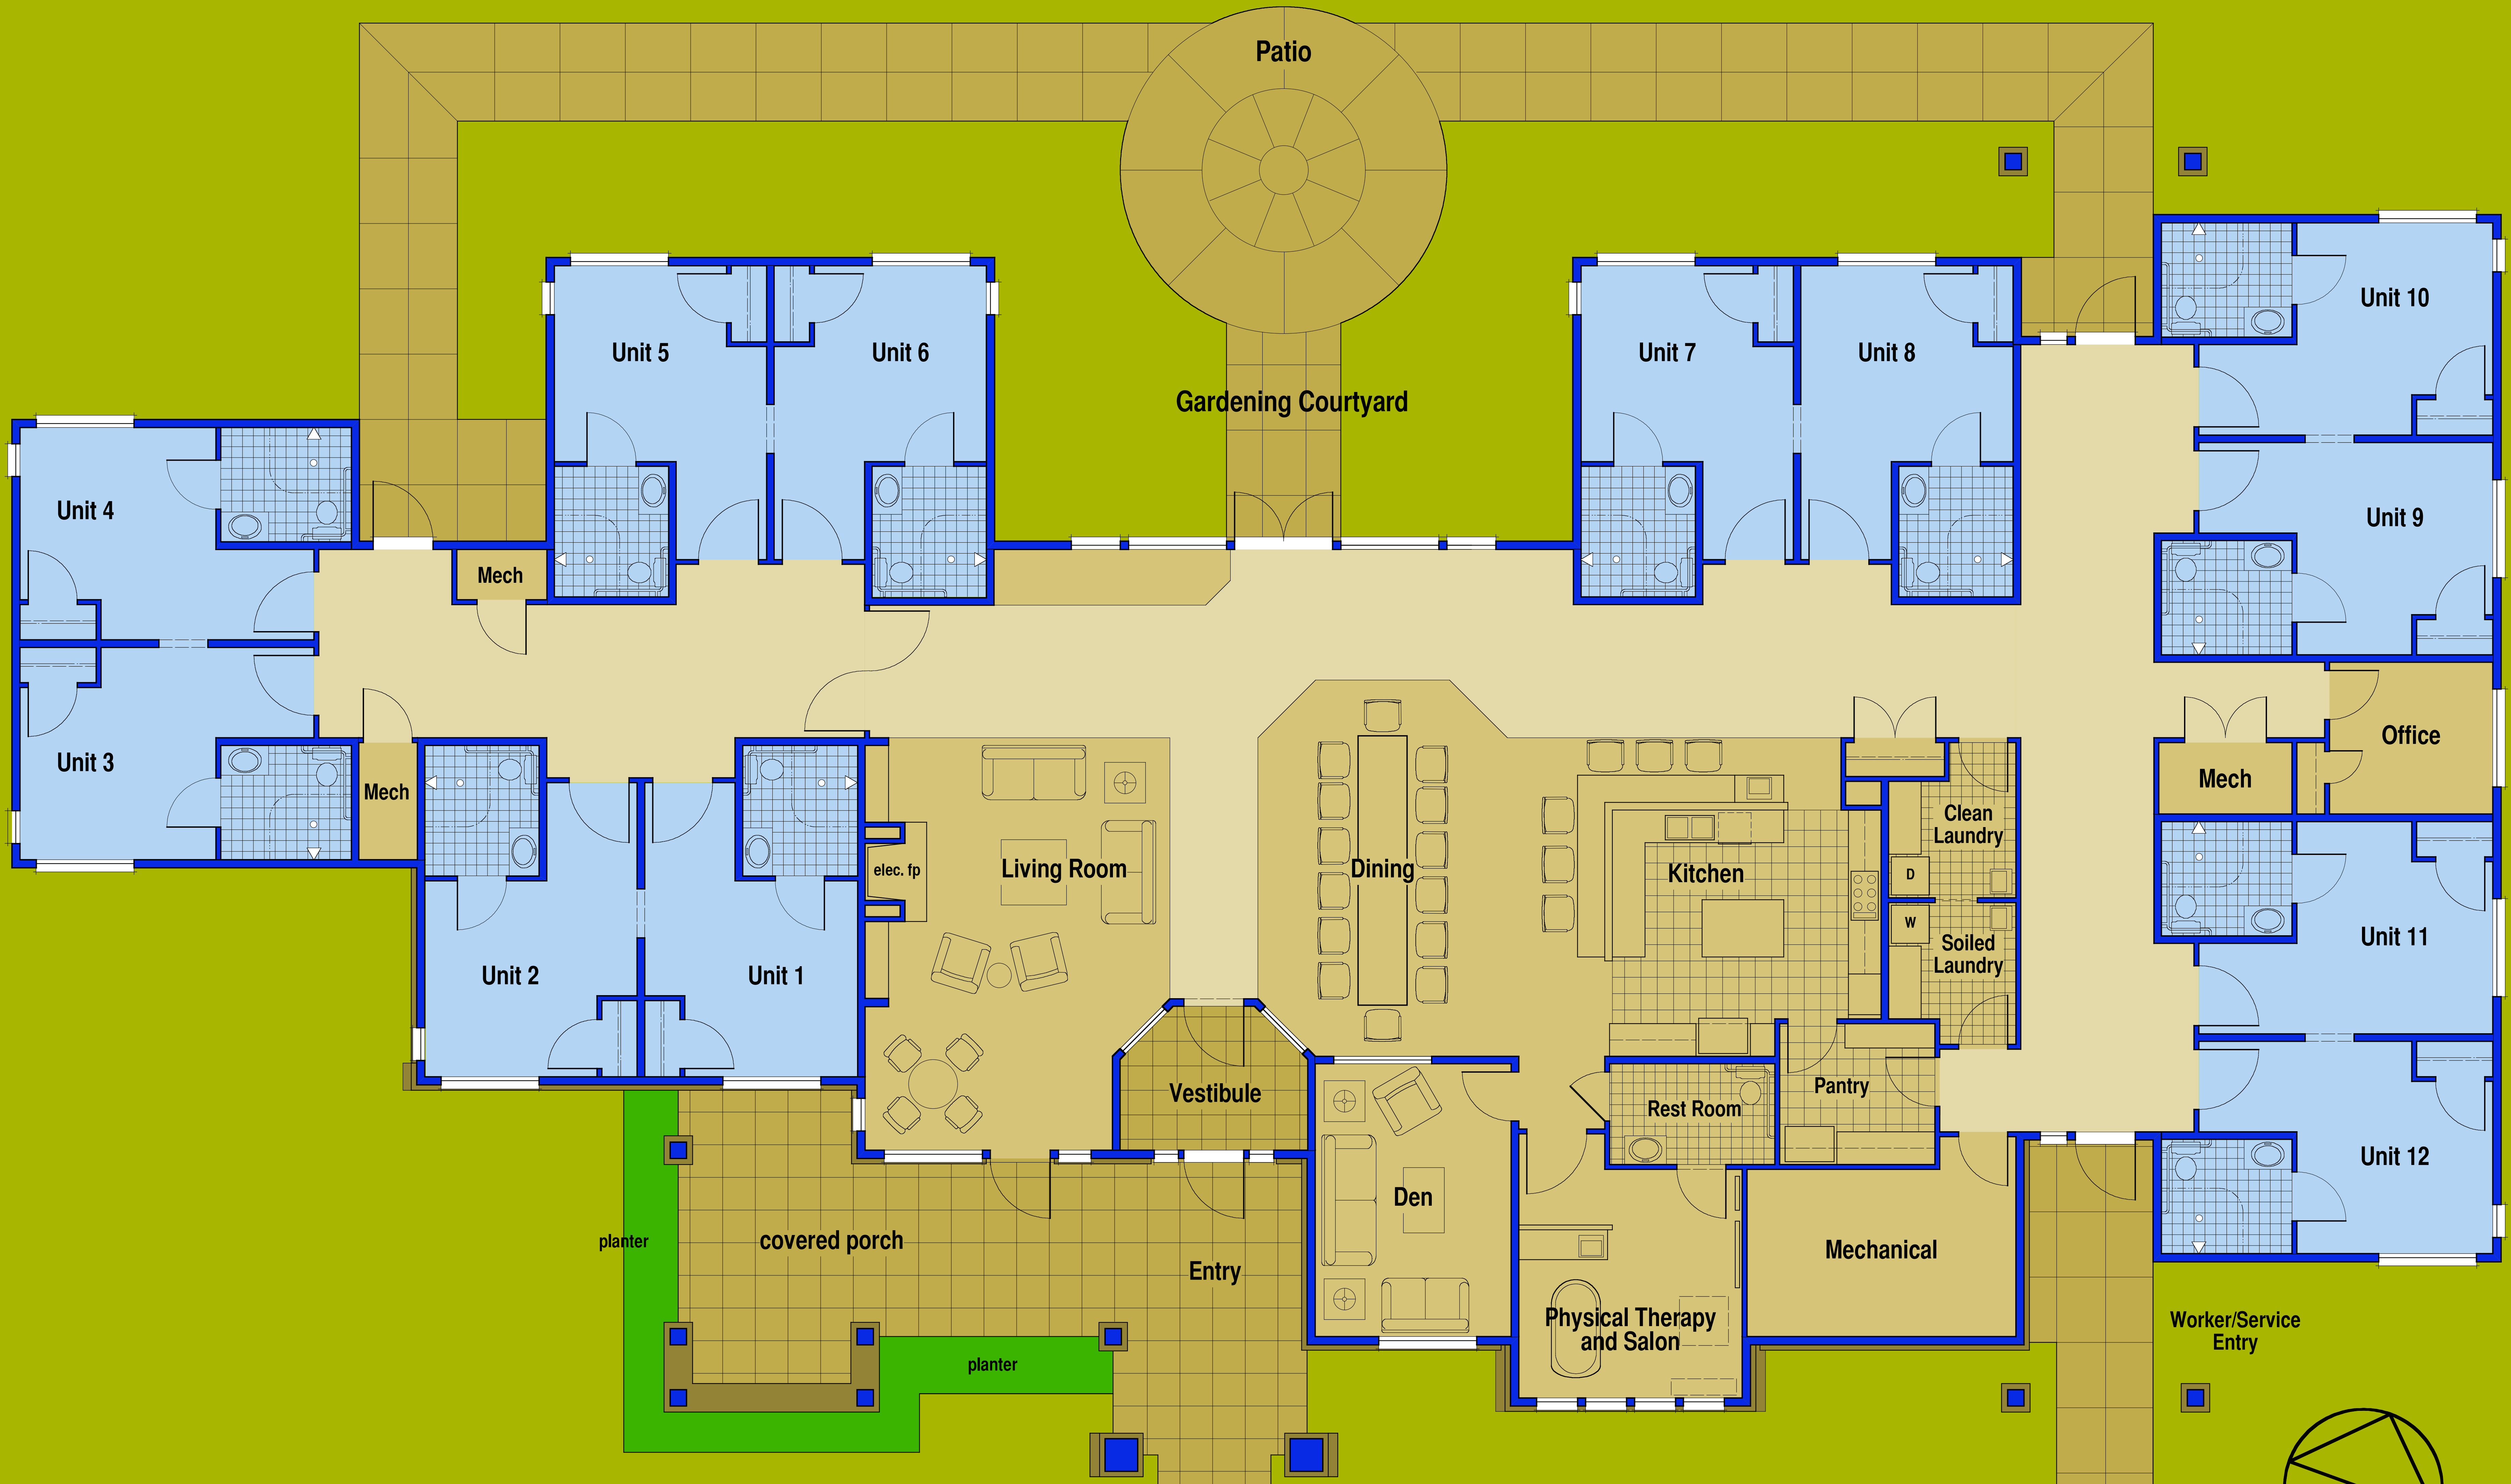 Patio
Unit 10
Unit 5
Unit 6
Unit 7
Unit 8
Gardening Courtyard
Unit 4
Unit 9
Mech
Unit 3
Mech
Office
Mech
Clean
Laundry
elec. fp
Living Room
Dining
Kitchen
D
W
Soiled
Laundry
Unit 11
Unit 2
Unit 1
Vestibule
Rest Room
Pantry
Unit 12
Den
planter
covered porch
Entry
Mechanical
Physical Therapy
and Salon
Worker/Service
Entry
planter